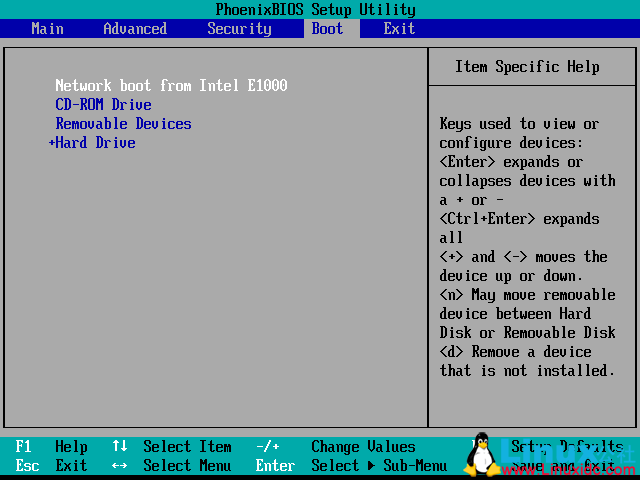 PhoenixBIOS Setup Utility
Main Advanced Security Boot Exit
Network boot from Intel E1000
CD-ROM Drive
Removable Devices
+Hard Drive
Item Specific Help
Keys used to view or
configure devices:
<Enter> expands or
collapses devices with
a + or -
<Ctrl+Enter> expands
all
<+> and <-> moves the
device up or down.
<n> May move removable
device between Hard
Disk or Removable Disk
<d> Remove a device
that is not installed.
F1 Help ↑↓ Select Item -/+ Change Values Setup Defaults
Esc Exit ↔ Select Menu Enter Select ▶ Sub-Menu Save and Exit
Linux
www.Linuxidc.com